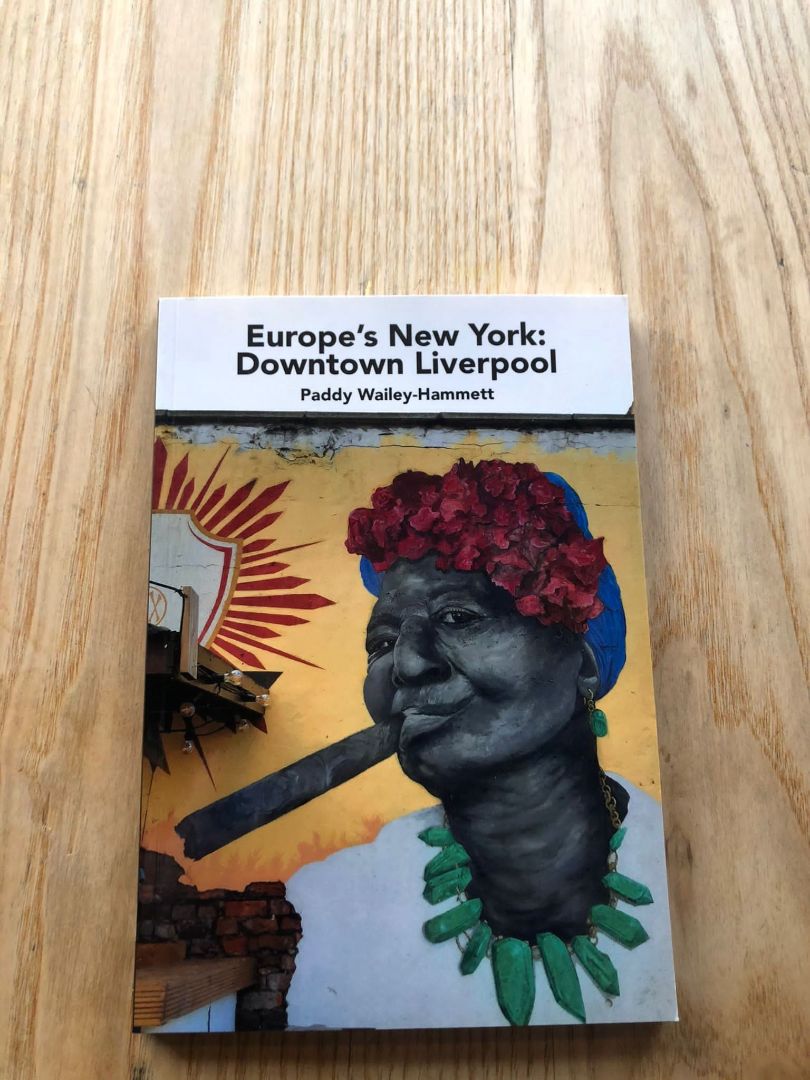 Europe's New York:
Downtown Liverpool
Paddy Wailey-Hammett